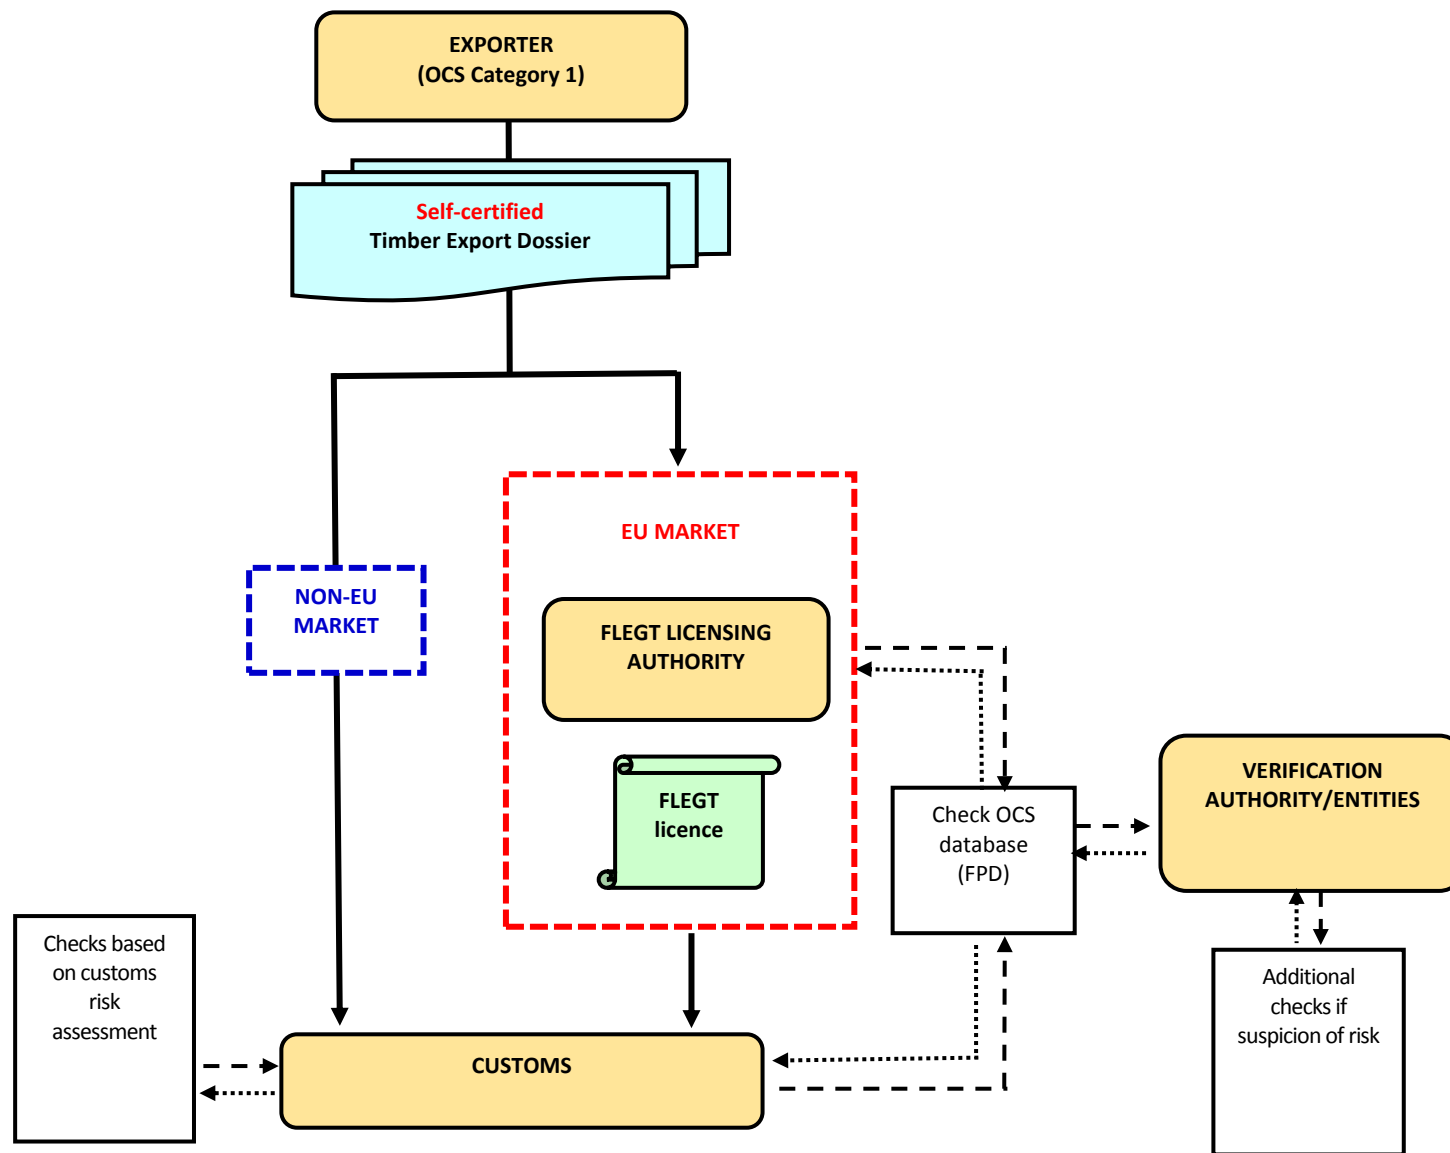 EXPORTER
(OCS Category 1)
Self-certified
Timber Export Dossier
EU MARKET
NON-EU
MARKET
FLEGT LICENSING
AUTHORITY
FLEGT
licence
Check OCS
database
(FPD)
VERIFICATION
AUTHORITY/ENTITIES
Checks based
on customs
risk
assessment
Additional
checks if
suspicion of risk
CUSTOMS